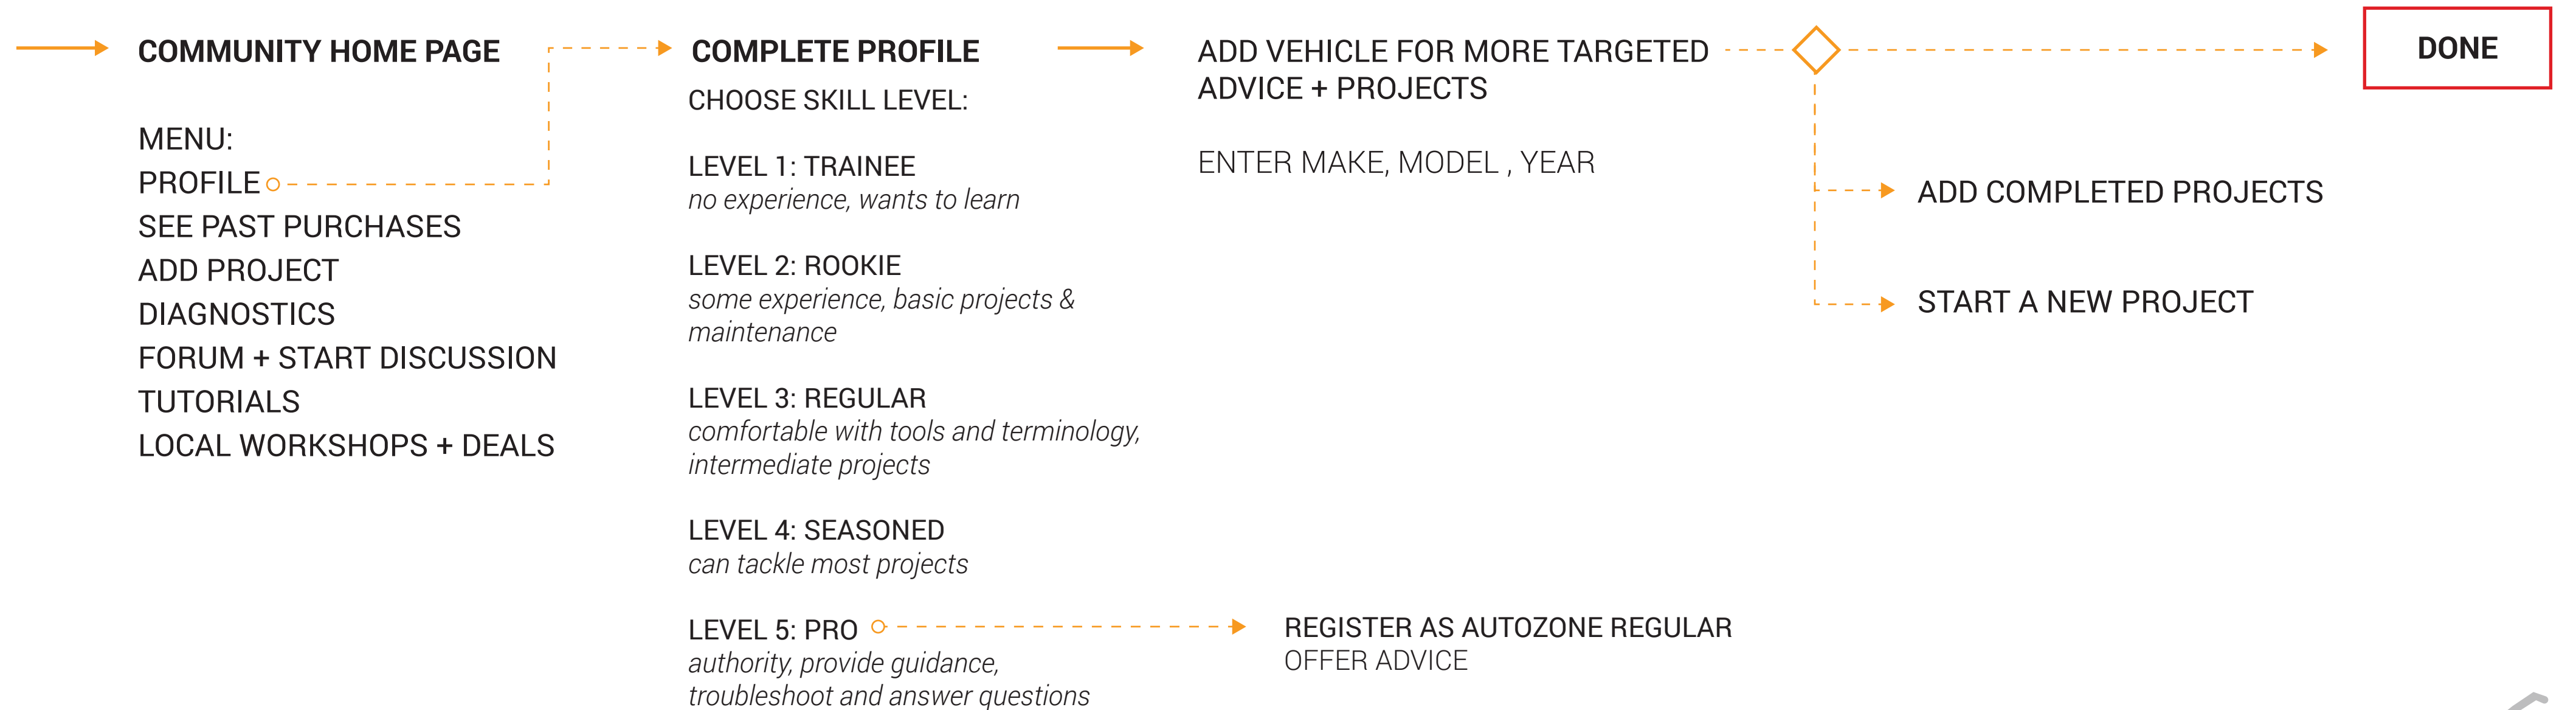 COMMUNITY HOME PAGE
MENU:
PROFILE
SEE PAST PURCHASES
ADD PROJECT
DIAGNOSTICS
FORUM + START DISCUSSION
TUTORIALS
LOCAL WORKSHOPS + DEALS
COMPLETE PROFILE
CHOOSE SKILL LEVEL:
LEVEL 1: TRAINEE
no experience, wants to learn
LEVEL 2: ROOKIE
some experience, basic projects &
maintenance
LEVEL 3: REGULAR
comfortable with tools and terminology,
intermediate projects
LEVEL 4: SEASONED
can tackle most projects
LEVEL 5: PRO
authority, provide guidance,
troubleshoot and answer questions
REGISTER AS AUTOZONE REGULAR
OFFER ADVICE
ADD VEHICLE FOR MORE TARGETED
ADVICE + PROJECTS
ENTER MAKE, MODEL , YEAR
ADD COMPLETED PROJECTS
START A NEW PROJECT
DONE